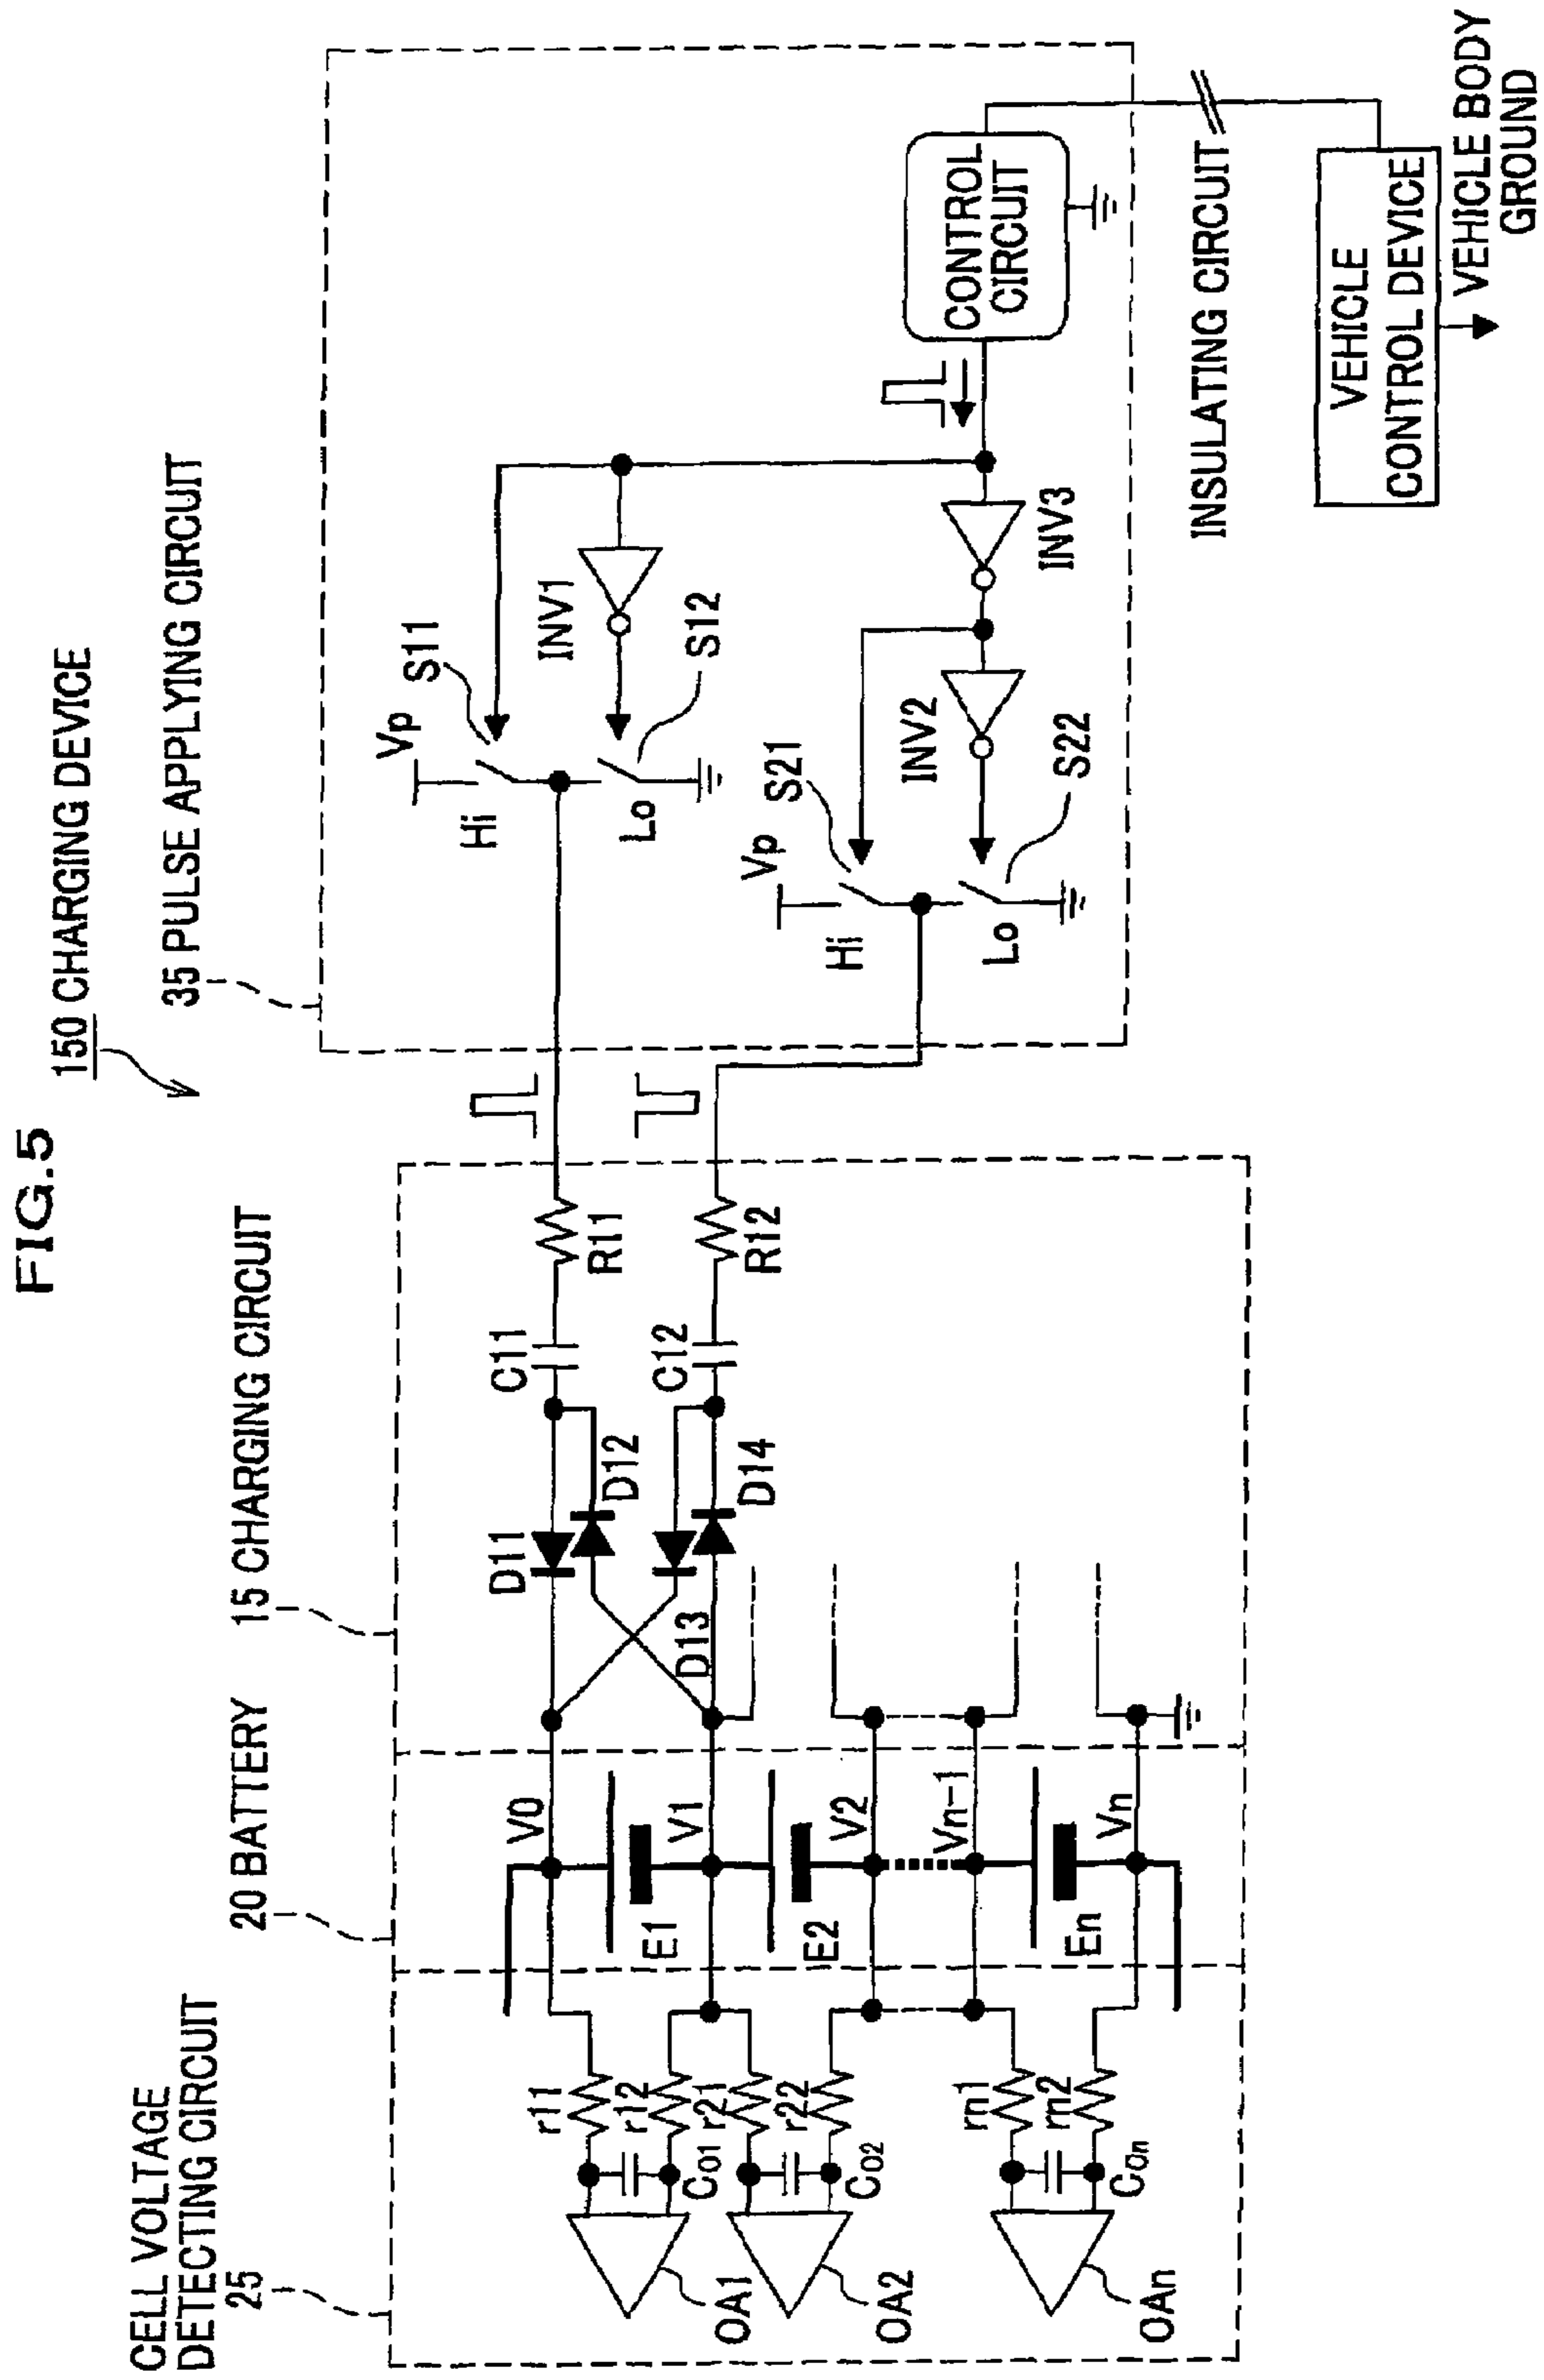 FIG.5
150 CHARGING DEVICE
35 PULSE APPLYING CIRCUIT
15 CHARGING CIRCUIT
20 BATTERY
CELL VOLTAGE
DETECTING CIRCUIT
25
Vp
S11
Hi
INV1
Lo
S12
Vp
S21
Hi
INV2
Lo
S22
INV3
CONTROL
CIRCUIT
INSULATING CIRCUIT
VEHICLE
CONTROL DEVICE
VEHICLE BODY
GROUND
R11
R12
C11
C12
D11
D12
D13
D14
V0
V1
V2
Vn-1
Vn
E1
E2
En
r11
r12
r21
r22
rn1
rn2
C01
C02
C0n
OA1
OA2
OAn